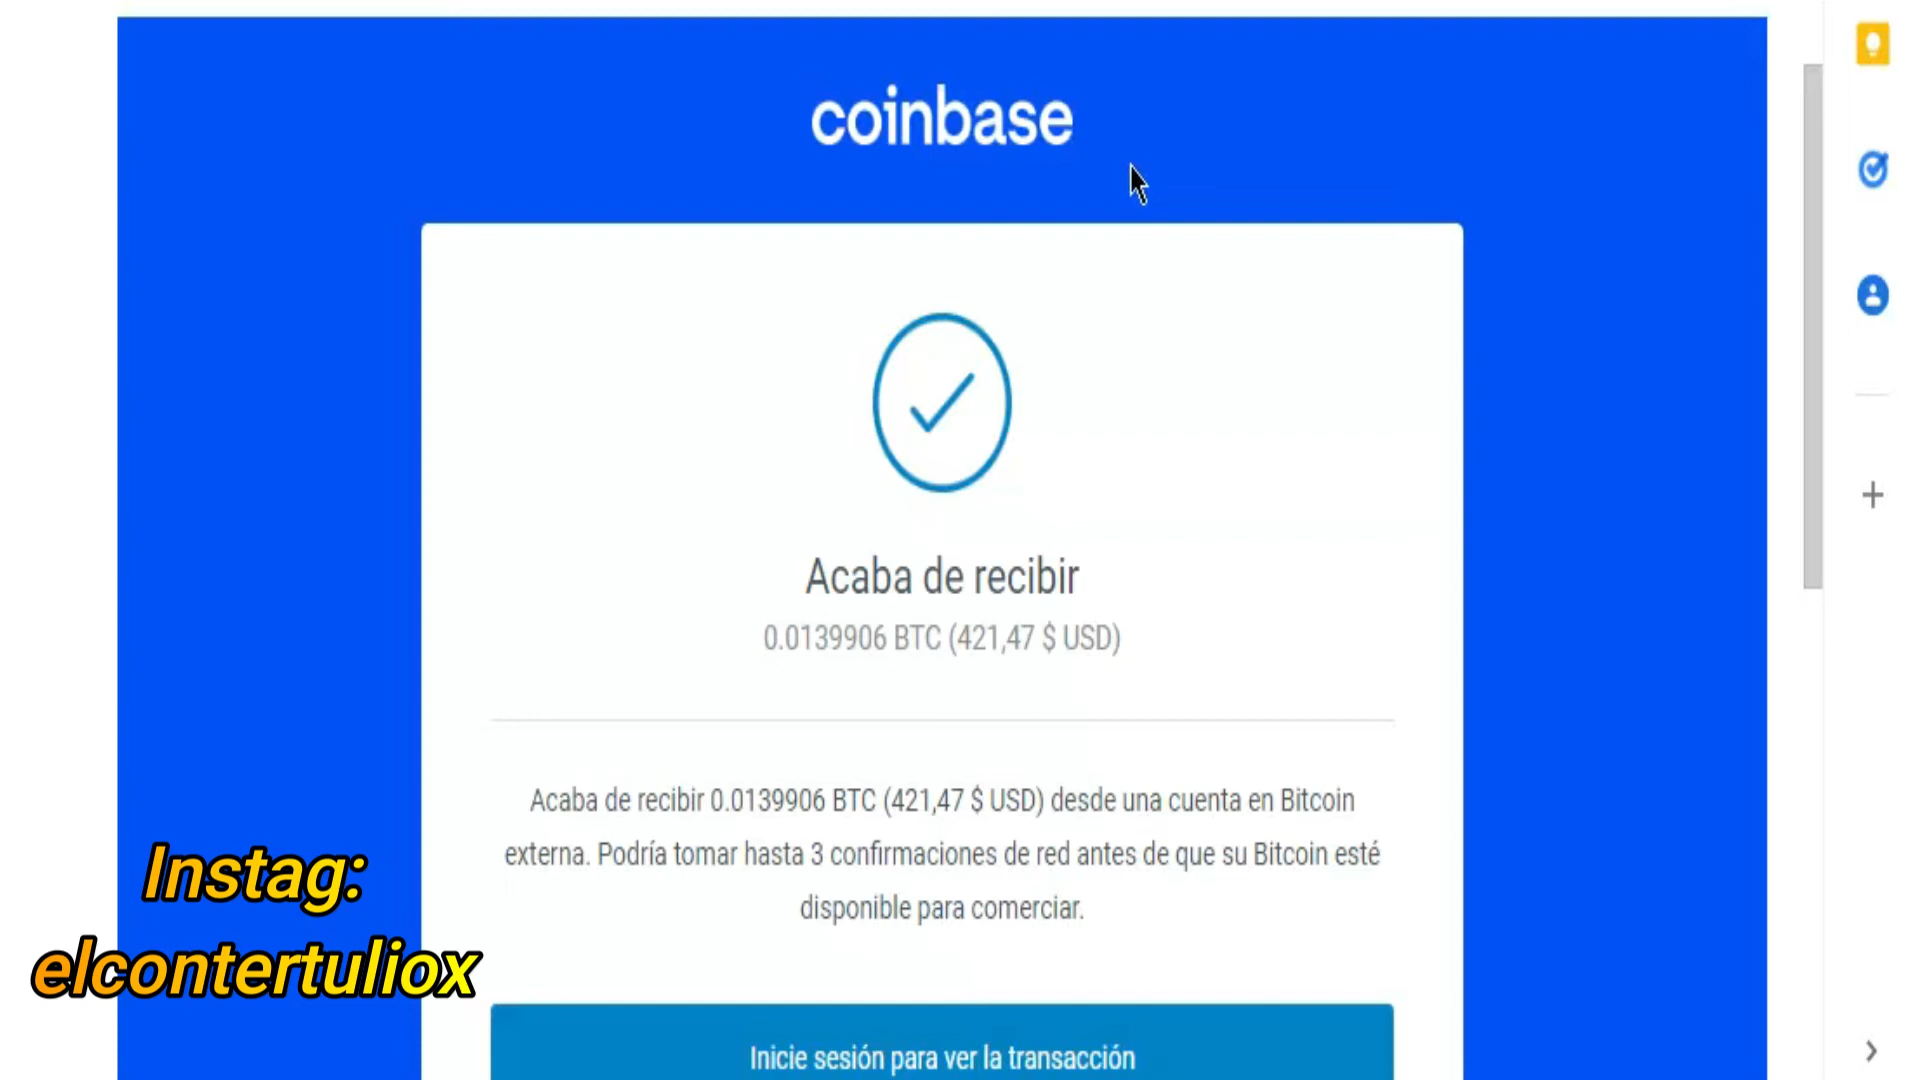 coinbase
Acaba de recibir
0.0139906 BTC (421,47 $ USD)
Acaba de recibir 0.0139906 BTC (421,47 $ USD) desde una cuenta en Bitcoin
externa. Podría tomar hasta 3 confirmaciones de red antes de que su Bitcoin esté
disponible para comerciar.
Instag:
elcontertuliox
Inicie sesión para ver la transacción